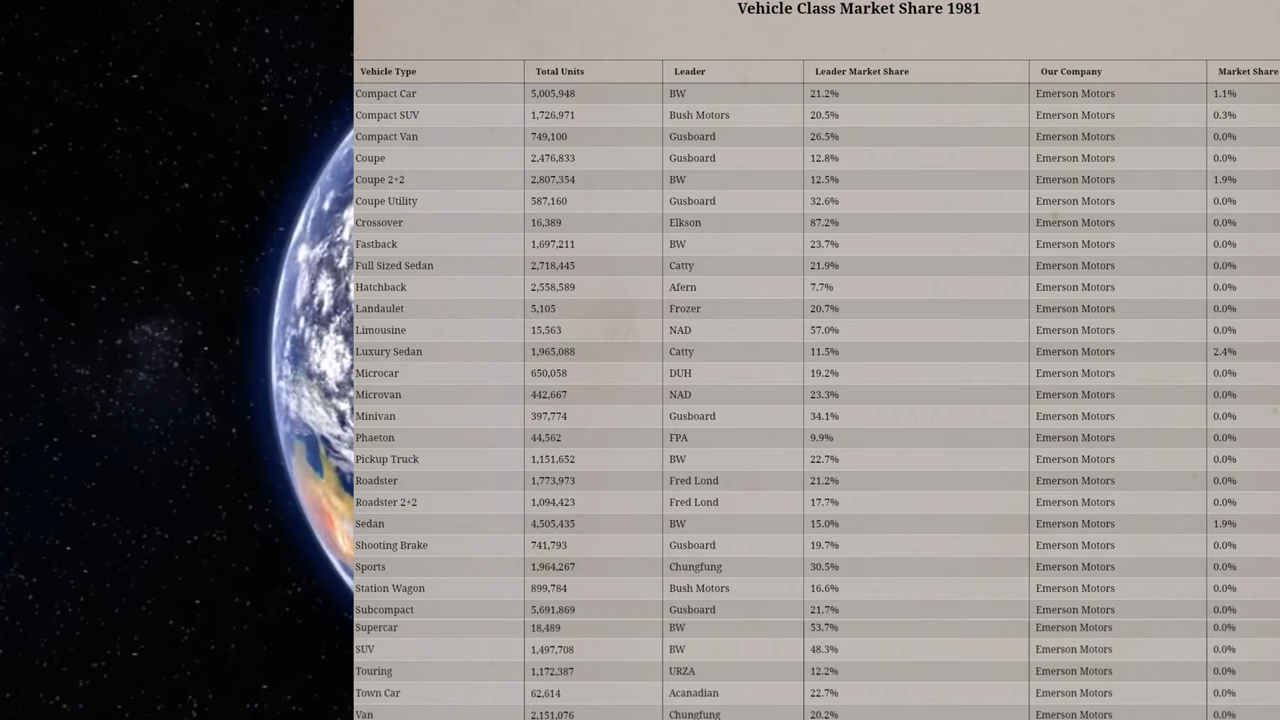 Vehicle Class Market Share 1981
Vehicle Type Total Units Leader Leader Market Share Our Company Market Share
Compact Car 5,005,948 BW 21.2% Emerson Motors 1.1%
Compact SUV 1,726,971 Bush Motors 20.5% Emerson Motors 0.3%
Compact Van 749,100 Gusboard 26.5% Emerson Motors 0.0%
Coupe 2,476,833 Gusboard 12.8% Emerson Motors 0.0%
Coupe 2+2 2,807,354 BW 12.5% Emerson Motors 1.9%
Coupe Utility 587,160 Gusboard 32.6% Emerson Motors 0.0%
Crossover 16,389 Elkson 87.2% Emerson Motors 0.0%
Fastback 1,697,211 BW 23.7% Emerson Motors 0.0%
Full Sized Sedan 2,718,445 Catty 21.9% Emerson Motors 0.0%
Hatchback 2,558,589 Afern 7.7% Emerson Motors 0.0%
Landaulet 5,105 Frozer 20.7% Emerson Motors 0.0%
Limousine 15,563 NAD 57.0% Emerson Motors 0.0%
Luxury Sedan 1,965,088 Catty 11.5% Emerson Motors 2.4%
Microcar 650,058 DUH 19.2% Emerson Motors 0.0%
Microvan 442,667 NAD 23.3% Emerson Motors 0.0%
Minivan 397,774 Gusboard 34.1% Emerson Motors 0.0%
Phaeton 44,562 FPA 9.9% Emerson Motors 0.0%
Pickup Truck 1,151,652 BW 22.7% Emerson Motors 0.0%
Roadster 1,773,973 Fred Lond 21.2% Emerson Motors 0.0%
Roadster 2+2 1,094,423 Fred Lond 17.7% Emerson Motors 0.0%
Sedan 4,505,435 BW 15.0% Emerson Motors 1.9%
Shooting Brake 741,793 Gusboard 19.7% Emerson Motors 0.0%
Sports 1,964,267 Chungfung 30.5% Emerson Motors 0.0%
Station Wagon 899,784 Bush Motors 16.6% Emerson Motors 0.0%
Subcompact 5,691,869 Gusboard 21.7% Emerson Motors 0.0%
Supercar 18,489 BW 53.7% Emerson Motors 0.0%
SUV 1,497,708 BW 48.3% Emerson Motors 0.0%
Touring 1,172,387 URZA 12.2% Emerson Motors 0.0%
Town Car 62,614 Acanadian 22.7% Emerson Motors 0.0%
Van 2,151,076 Chungfung 20.2% Emerson Motors 0.0%